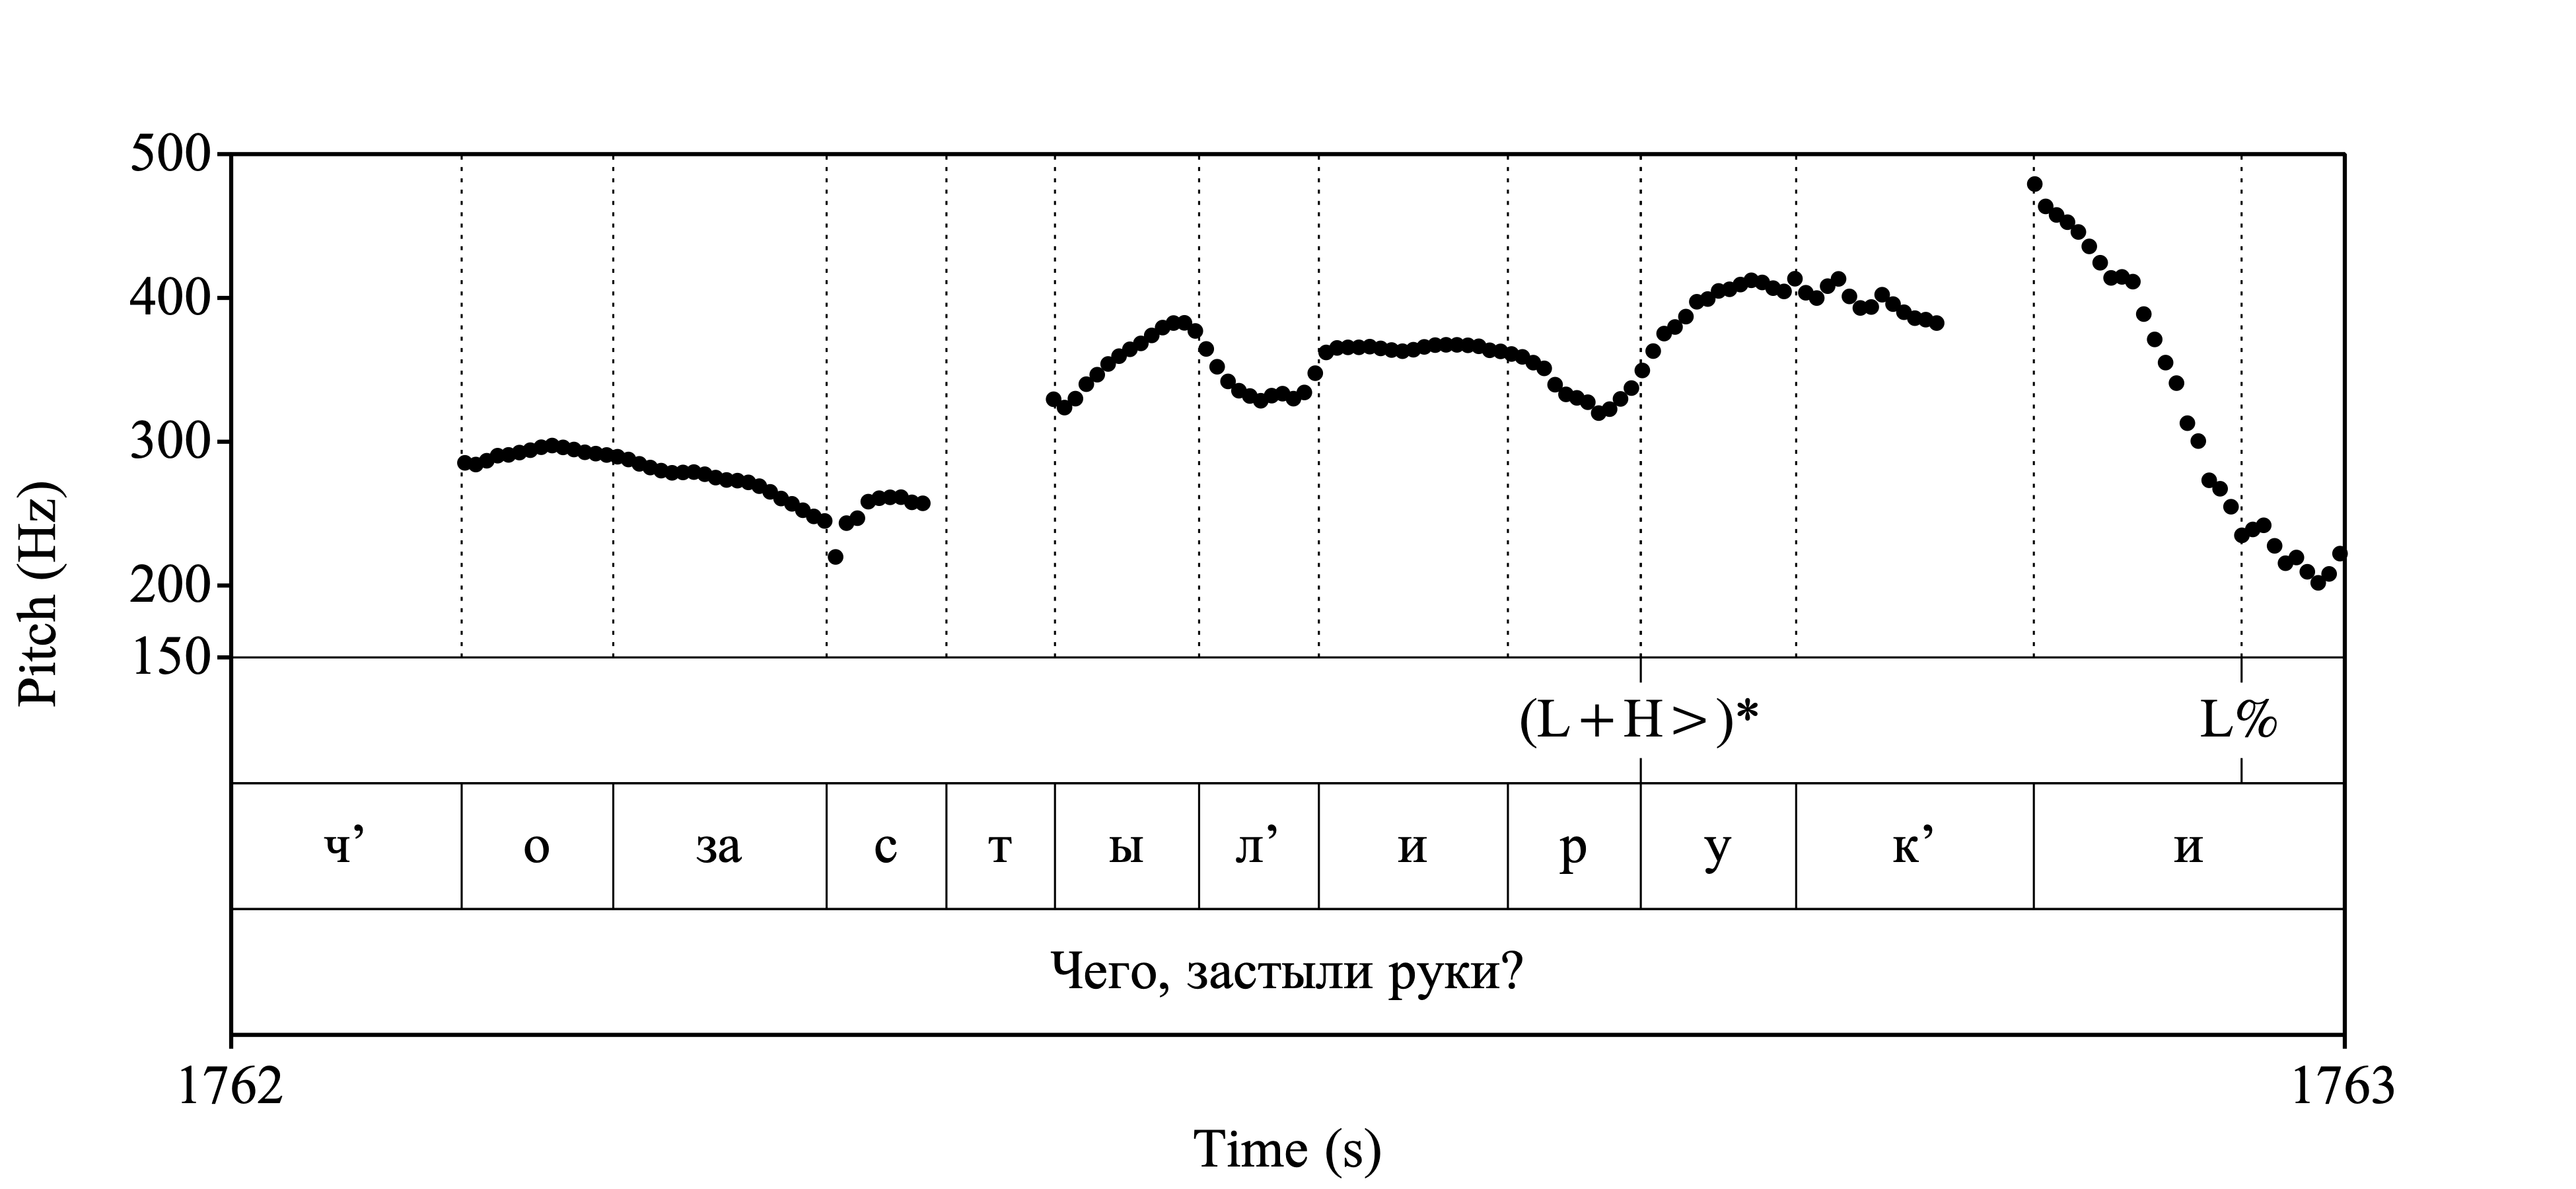 Pitch (Hz)
500
400
300
200
150
(L+H>)* L%
ч’ о за с т ы л’ и р у к’ и
Чего, застыли руки?
1762 1763
Time (s)